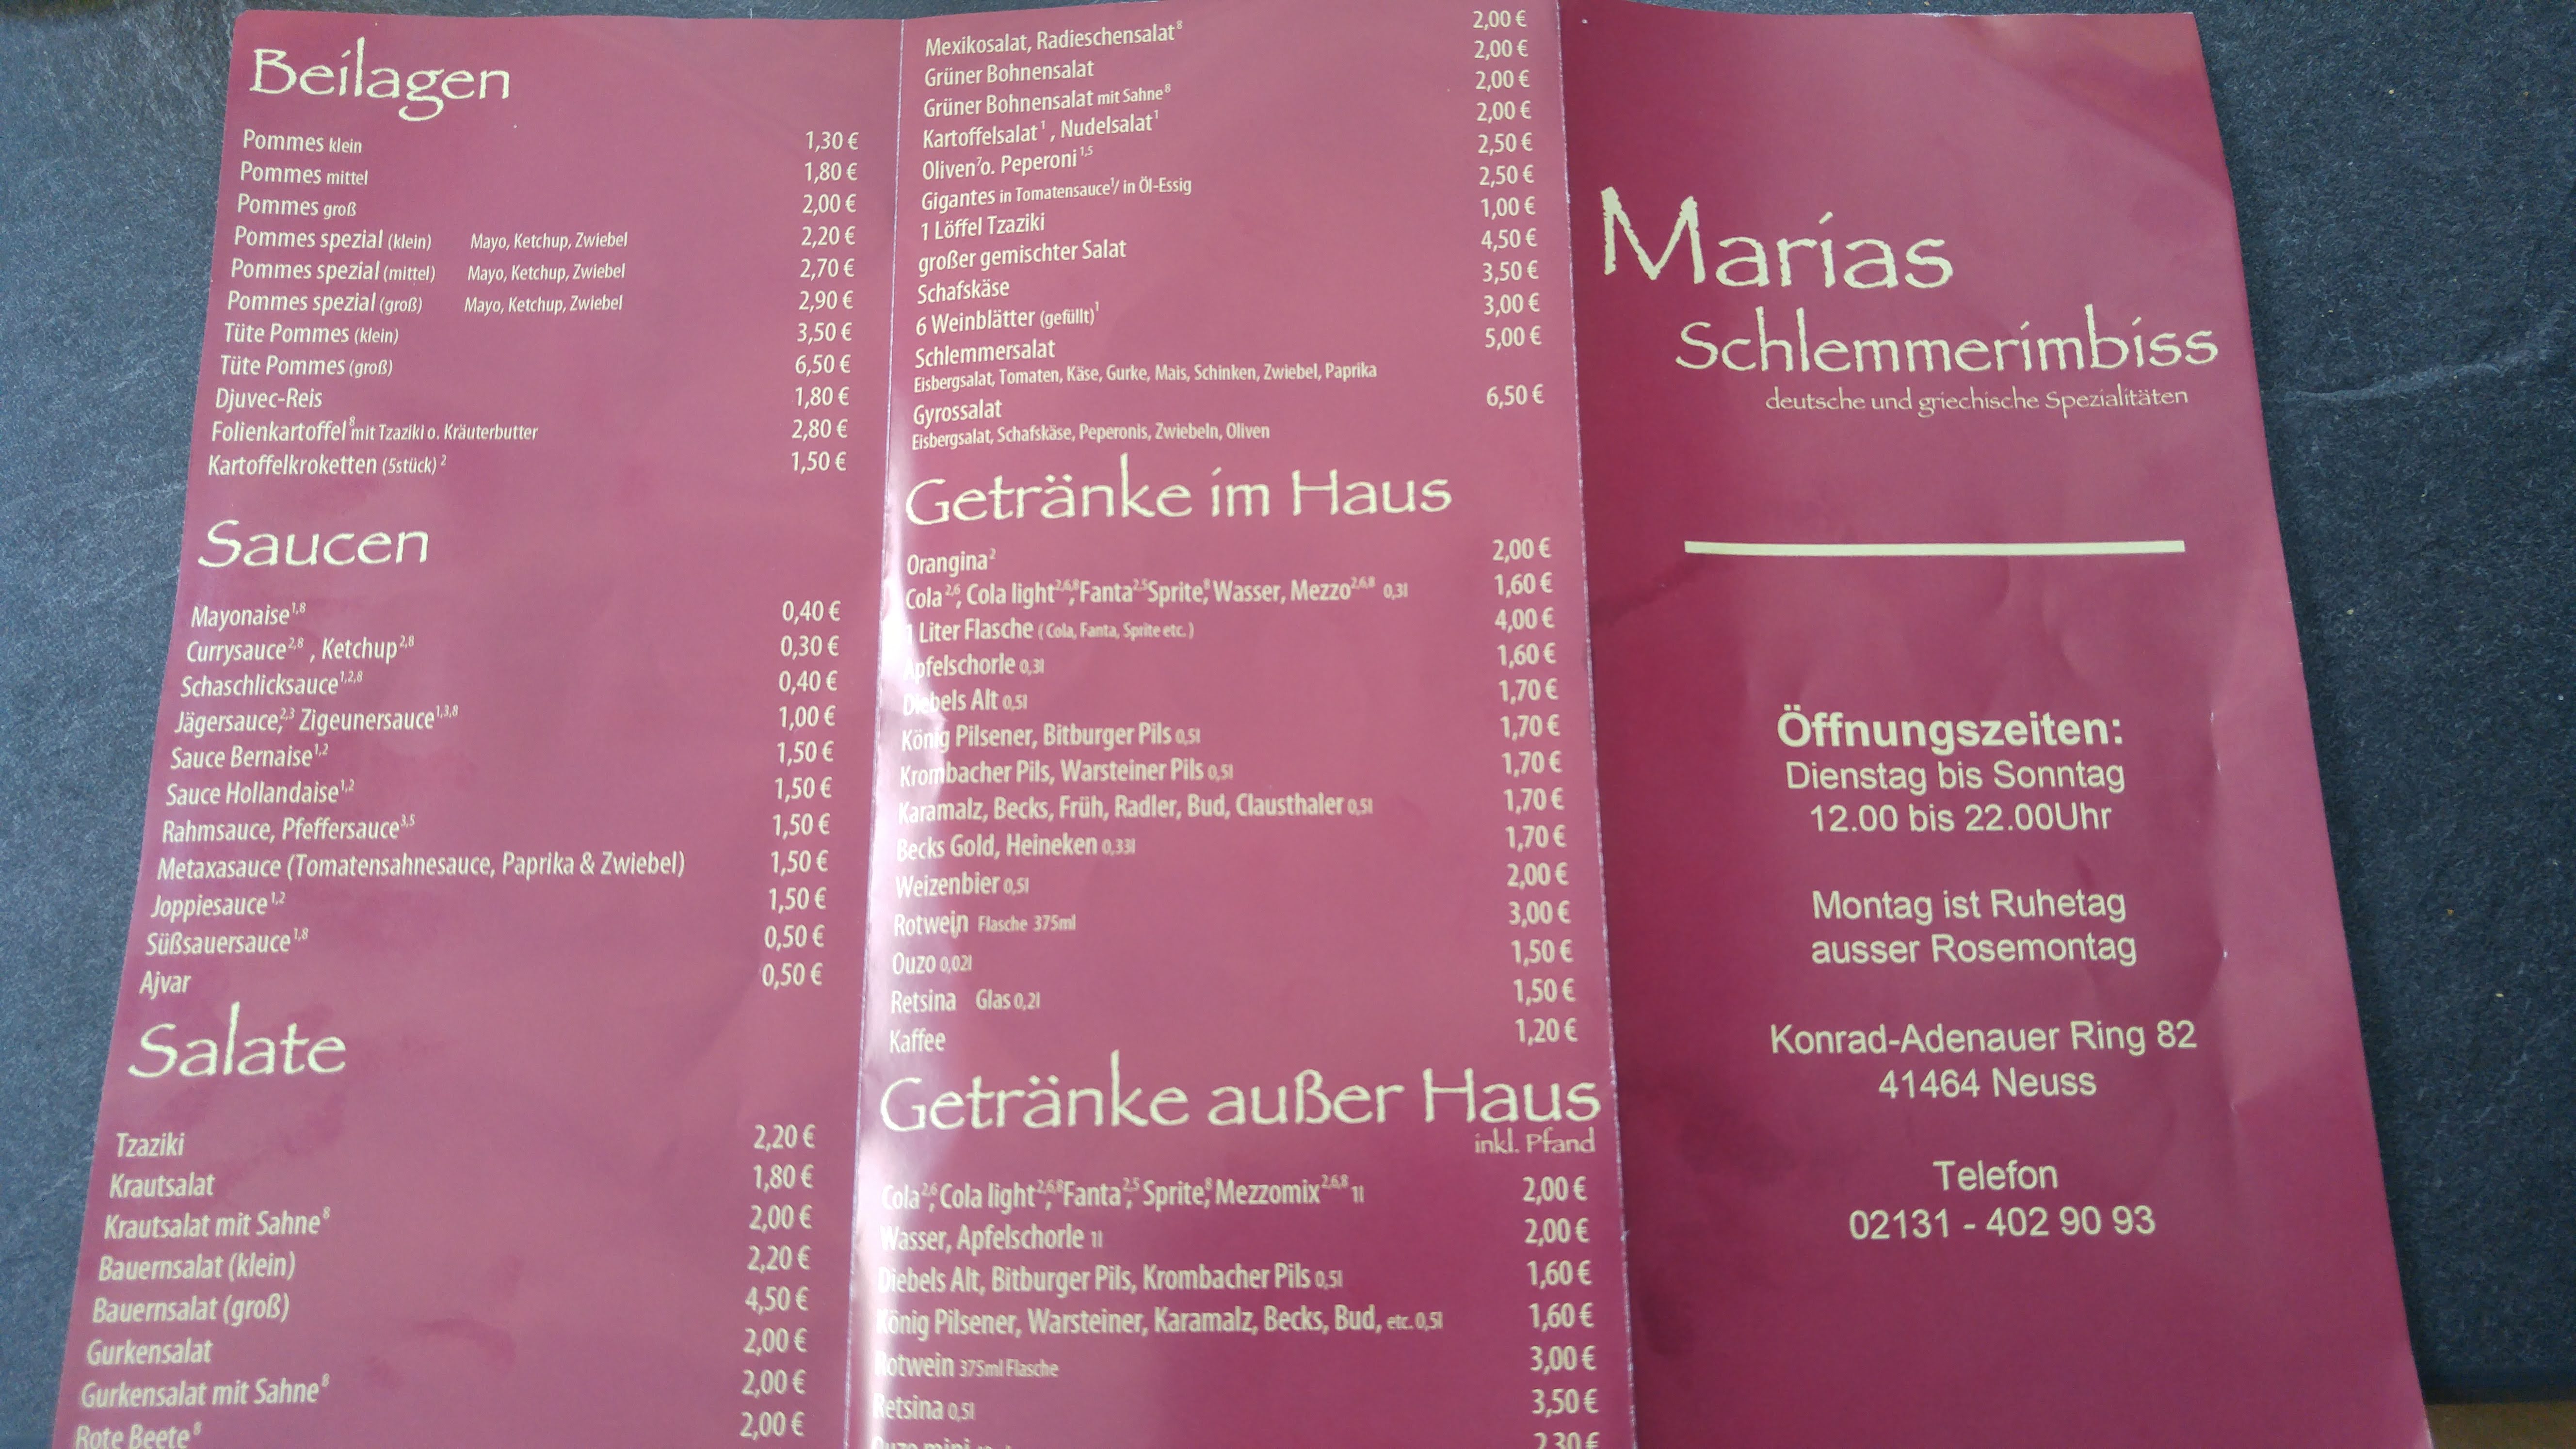 Beilagen
Pommes klein 1,30 €
Pommes mittel 1,80 €
Pommes groß 2,00 €
Pommes spezial (klein) Mayo, Ketchup, Zwiebel 2,20 €
Pommes spezial (mittel) Mayo, Ketchup, Zwiebel 2,70 €
Pommes spezial (groß) Mayo, Ketchup, Zwiebel 2,90 €
Tüte Pommes (klein) 3,50 €
Tüte Pommes (groß) 6,50 €
Djuvec-Reis 1,80 €
Folienkartoffel⁸ mit Tzaziki o. Kräuterbutter 2,80 €
Kartoffelkroketten (5stück)² 1,50 €
Saucen
Mayonaise¹,⁸ 0,40 €
Currysauce²,⁸ , Ketchup²,⁸ 0,30 €
Schaschlicksauce¹,²,⁸ 0,40 €
Jägersauce,²,³ Zigeunersauce¹,³,⁸ 1,00 €
Sauce Bernaise¹,² 1,50 €
Sauce Hollandaise¹,² 1,50 €
Rahmsauce, Pfeffersauce³,⁵ 1,50 €
Metaxasauce (Tomatensahnesauce, Paprika & Zwiebel) 1,50 €
Joppiesauce¹,² 1,50 €
Süßsauersauce¹,⁸ 0,50 €
Ajvar 0,50 €
Salate
Tzaziki 2,20 €
Krautsalat 1,80 €
Krautsalat mit Sahne⁸ 2,00 €
Bauernsalat (klein) 2,20 €
Bauernsalat (groß) 4,50 €
Gurkensalat 2,00 €
Gurkensalat mit Sahne⁸ 2,00 €
Rote Beete⁸ 2,00 €
Mexikosalat, Radieschensalat⁸ 2,00 €
Grüner Bohnensalat 2,00 €
Grüner Bohnensalat mit Sahne⁸ 2,00 €
Kartoffelsalat¹ , Nudelsalat¹ 2,00 €
Oliven⁷o. Peperoni¹,⁵ 2,50 €
Gigantes in Tomatensauce¹/ in Öl-Essig 2,50 €
1 Löffel Tzaziki 1,00 €
großer gemischter Salat 4,50 €
Schafskäse 3,50 €
6 Weinblätter (gefüllt)¹ 3,00 €
Schlemmersalat 5,00 €
Eisbergsalat, Tomaten, Käse, Gurke, Mais, Schinken, Zwiebel, Paprika
Gyrossalat 6,50 €
Eisbergsalat, Schafskäse, Peperonis, Zwiebeln, Oliven
Getränke im Haus
Orangina² 2,00 €
Cola²,⁶, Cola light²,⁶,⁸, Fanta²,⁵ Sprite,⁸ Wasser, Mezzo²,⁶,⁸ 0,3l 1,60 €
1 Liter Flasche ( Cola, Fanta, Sprite etc. ) 4,00 €
Apfelschorle 0,3l 1,60 €
Diebels Alt 0,5l 1,70 €
König Pilsener, Bitburger Pils 0,5l 1,70 €
Krombacher Pils, Warsteiner Pils 0,5l 1,70 €
Karamalz, Becks, Früh, Radler, Bud, Clausthaler 0,5l 1,70 €
Becks Gold, Heineken 0,33l 1,70 €
Weizenbier 0,5l 2,00 €
Rotwein Flasche 375ml 3,00 €
Ouzo 0,02l 1,50 €
Retsina Glas 0,2l 1,50 €
Kaffee 1,20 €
Getränke außer Haus
inkl. Pfand
Cola²,⁶, Cola light²,⁶,⁸, Fanta²,⁵, Sprite,⁸ Mezzomix²,⁶,⁸ 1l 2,00 €
Wasser, Apfelschorle 1l 2,00 €
Diebels Alt, Bitburger Pils, Krombacher Pils 0,5l 1,60 €
König Pilsener, Warsteiner, Karamalz, Becks, Bud, etc. 0,5l 1,60 €
Rotwein 375ml Flasche 3,00 €
Retsina 0,5l 3,50 €
Ouzo mini 2,30 €
Marias
Schlemmerimbiss
deutsche und griechische Spezialitäten
Öffnungszeiten:
Dienstag bis Sonntag
12.00 bis 22.00Uhr
Montag ist Ruhetag
ausser Rosemontag
Konrad-Adenauer Ring 82
41464 Neuss
Telefon
02131 - 402 90 93